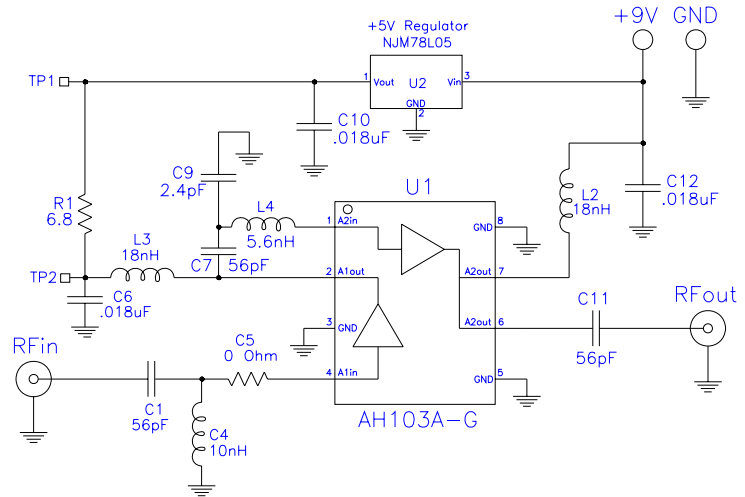 +9V GND
+5V Regulator
NJM78L05
TP1
1 Vout U2 Vin 3
GND
2
C10
.018uF
C9
2.4pF
U1
L2
18nH
C12
.018uF
R1
6.8
L4
5.6nH
1 A2in
GND 8
L3
18nH
C7 56pF
TP2
2 A1out
A2out 7
C6
.018uF
C11
56pF
RFout
3 GND
A2out 6
RFin
C5
0 Ohm
4 A1in
GND 5
C1
56pF
C4
10nH
AH103A-G